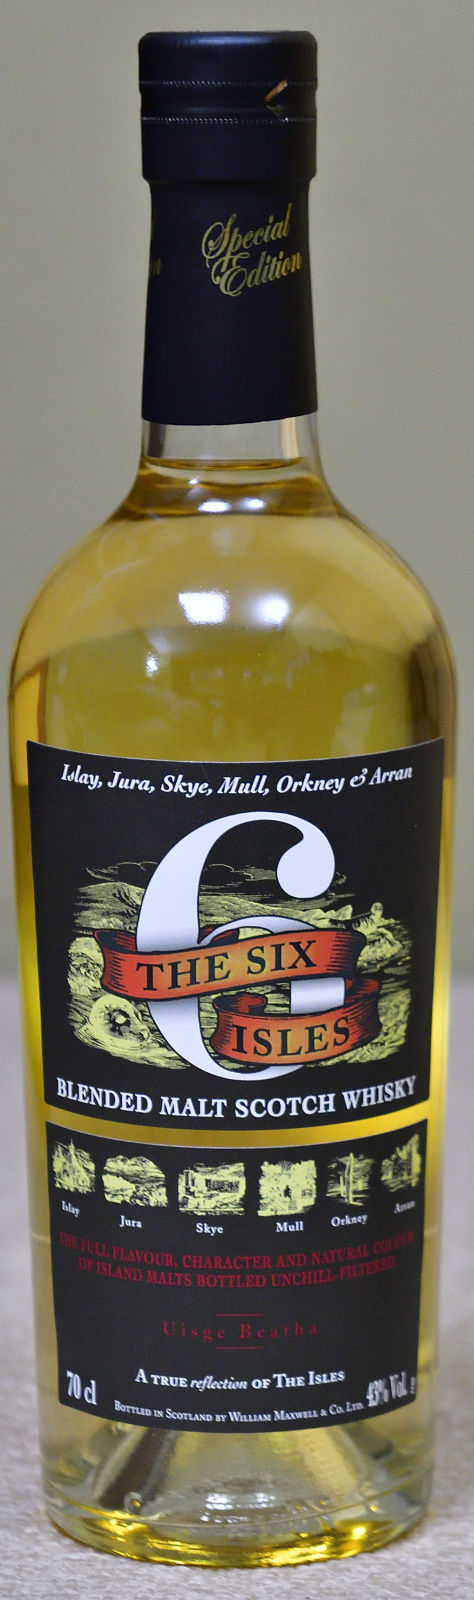 Special
Edition
Islay, Jura, Skye, Mull, Orkney & Arran
6
THE SIX
ISLES
BLENDED MALT SCOTCH WHISKY
Islay Jura Skye Mull Orkney Arran
THE FULL FLAVOUR, CHARACTER AND NATURAL COLOUR
OF ISLAND MALTS BOTTLED UNCHILL-FILTERED.
Uisge Beatha
A TRUE reflection OF THE ISLES
70 cl 43% Vol.
BOTTLED IN SCOTLAND BY WILLIAM MAXWELL & CO. LTD.